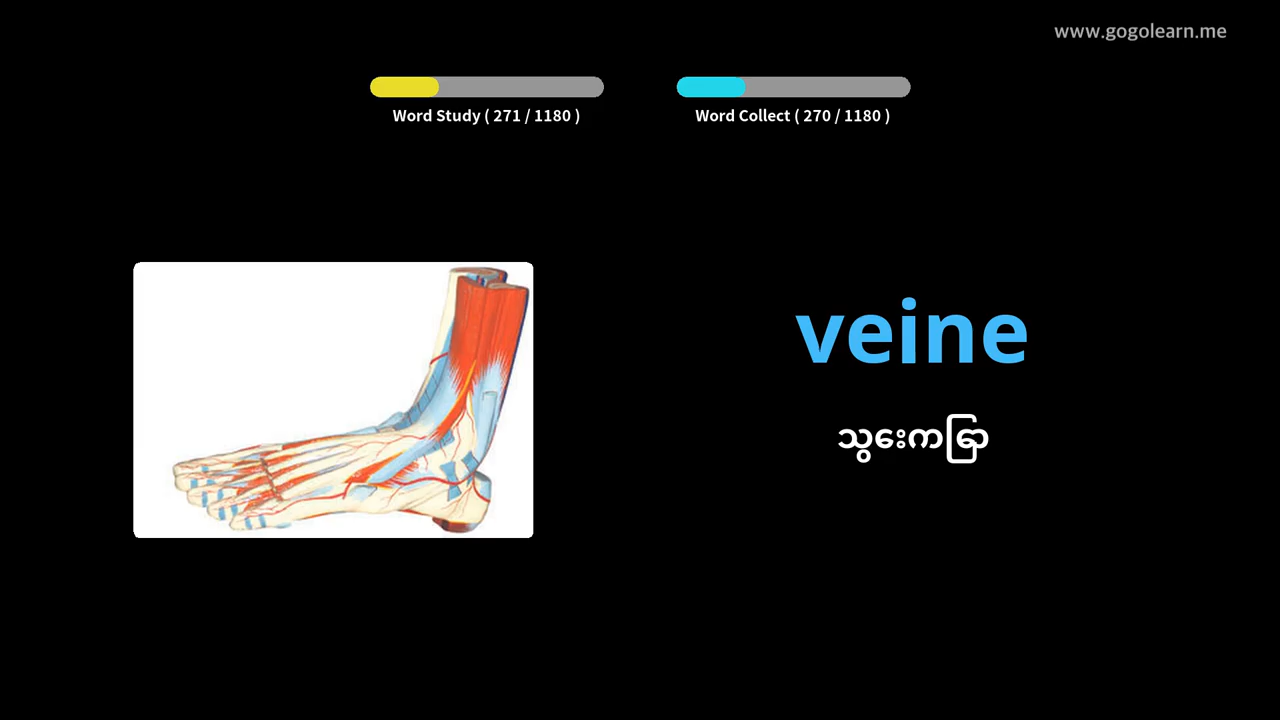 www.gogolearn.me
Word Study ( 271 / 1180 )
Word Collect ( 270 / 1180 )
veine
သွေးကြော